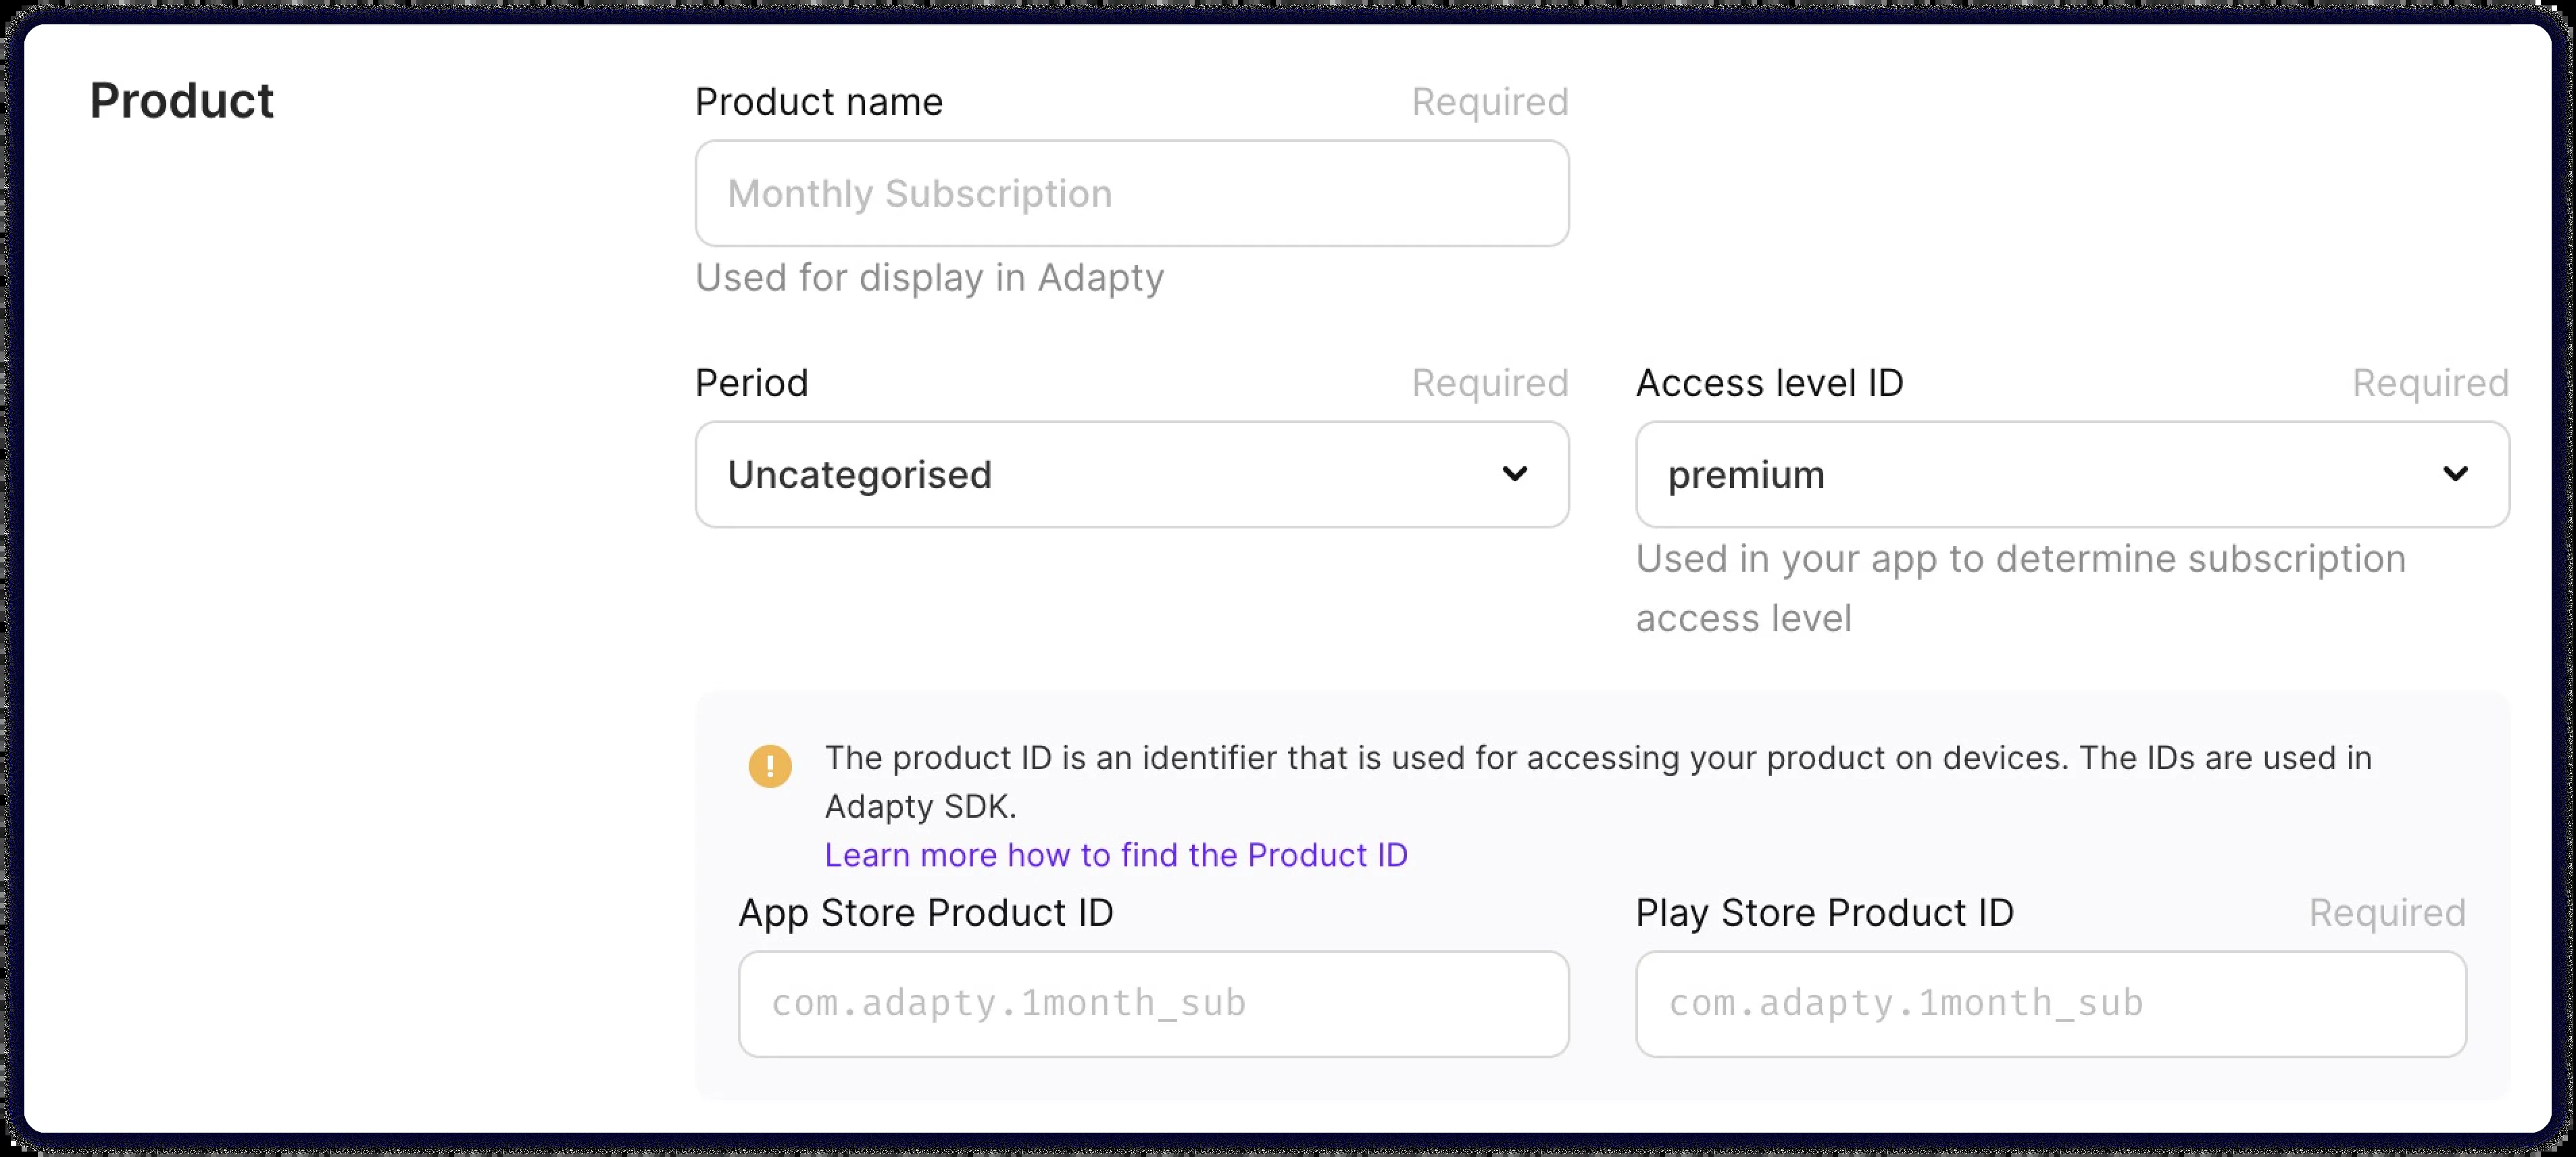 Product
Product name Required
Monthly Subscription
Used for display in Adapty
Period Required
Access level ID Required
Uncategorised
premium
Used in your app to determine subscription
access level
The product ID is an identifier that is used for accessing your product on devices. The IDs are used in
Adapty SDK.
Learn more how to find the Product ID
App Store Product ID
Play Store Product ID Required
com.adapty.1month_sub
com.adapty.1month_sub